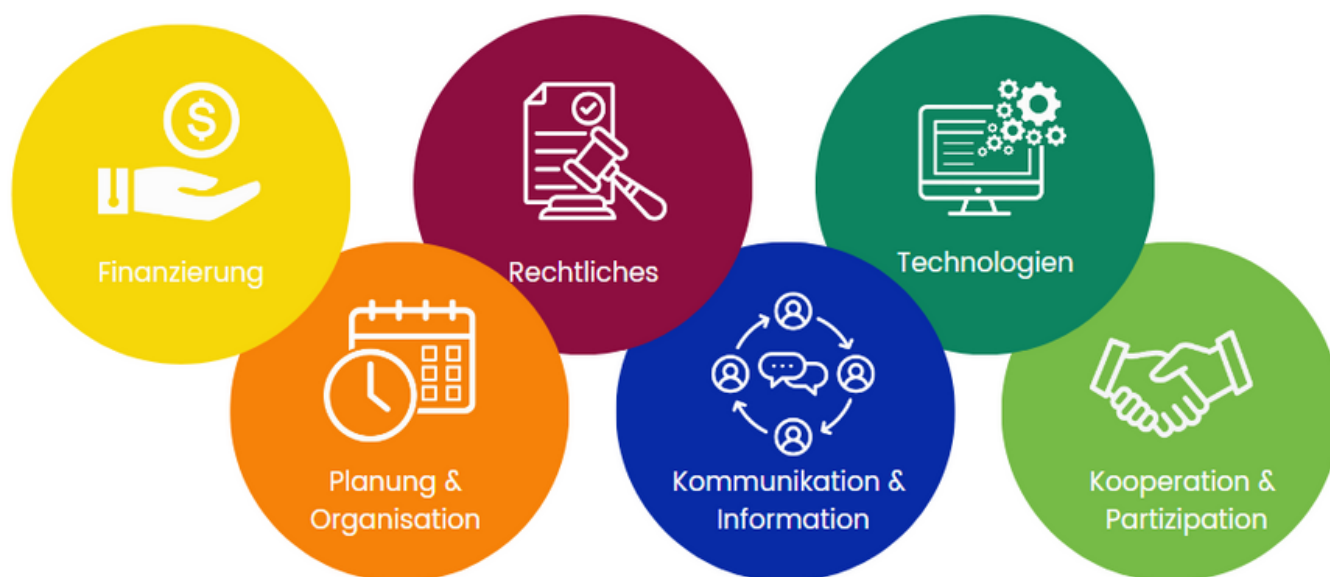 Finanzierung
Rechtliches
Technologien
Planung &
Organisation
Kommunikation &
Information
Kooperation &
Partizipation